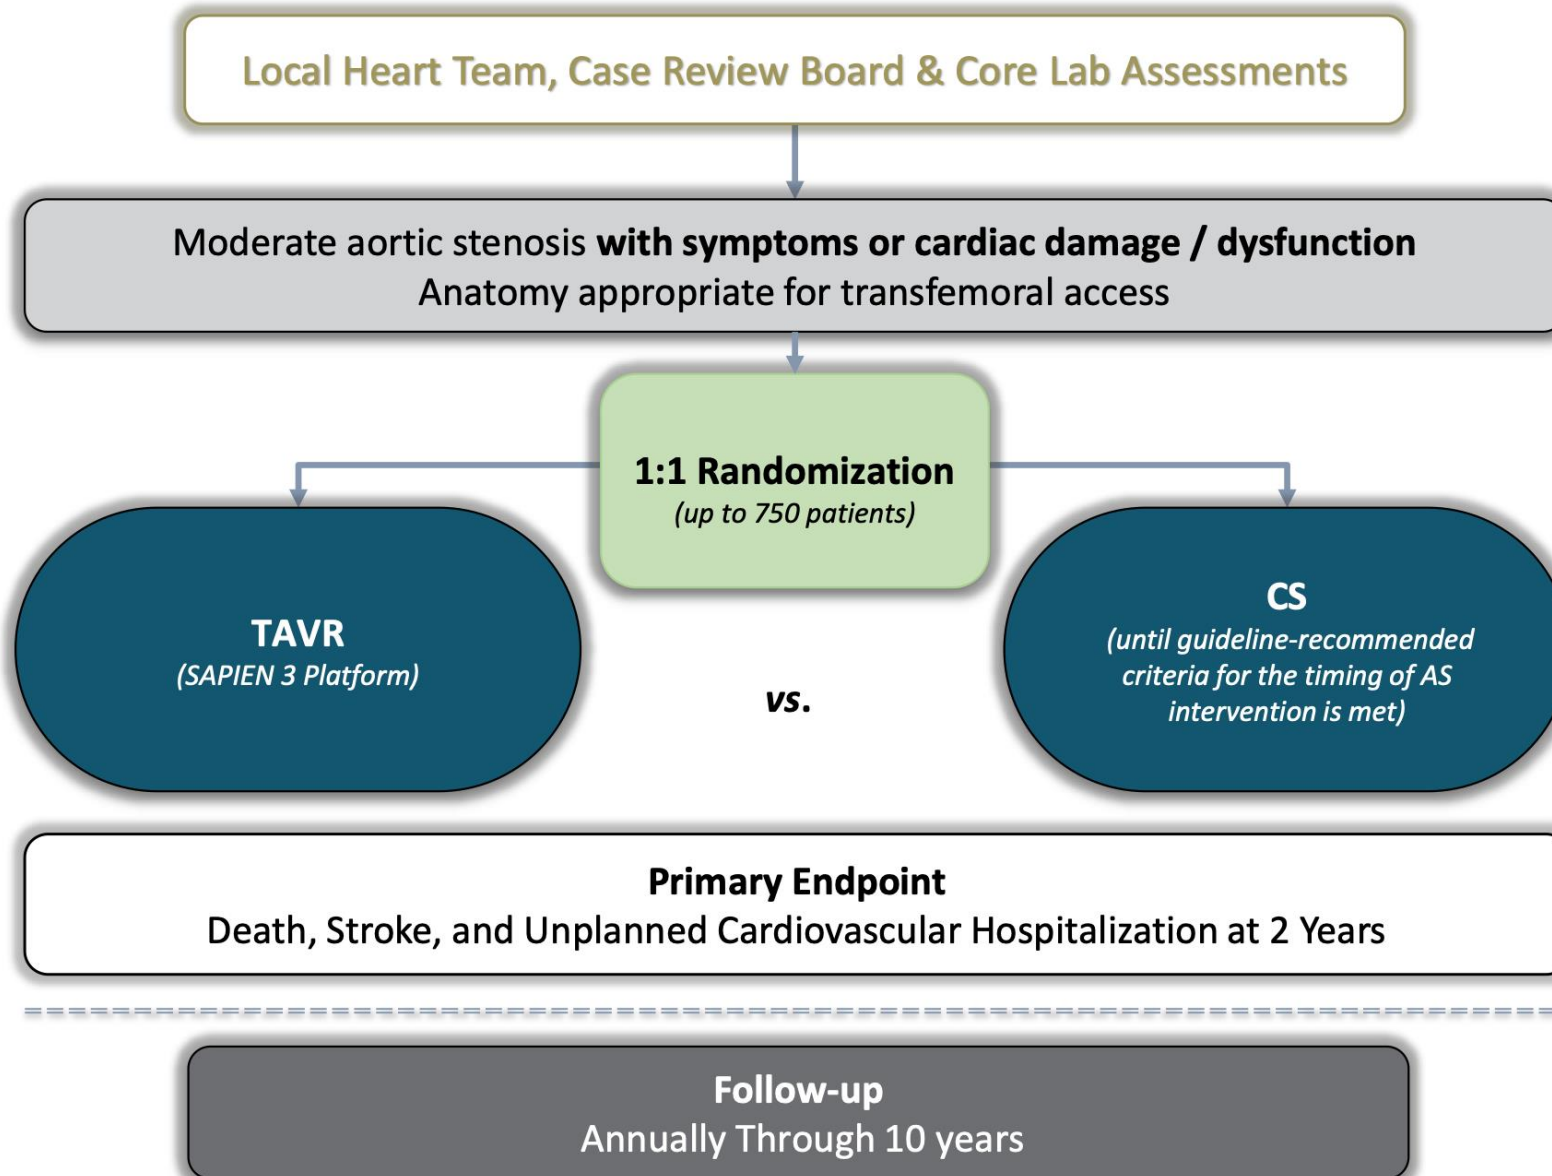 Local Heart Team, Case Review Board & Core Lab Assessments
Moderate aortic stenosis with symptoms or cardiac damage / dysfunction
Anatomy appropriate for transfemoral access
1:1 Randomization
(up to 750 patients)
TAVR
(SAPIEN 3 Platform)
vs.
CS
(until guideline-recommended
criteria for the timing of AS
intervention is met)
Primary Endpoint
Death, Stroke, and Unplanned Cardiovascular Hospitalization at 2 Years
Follow-up
Annually Through 10 years